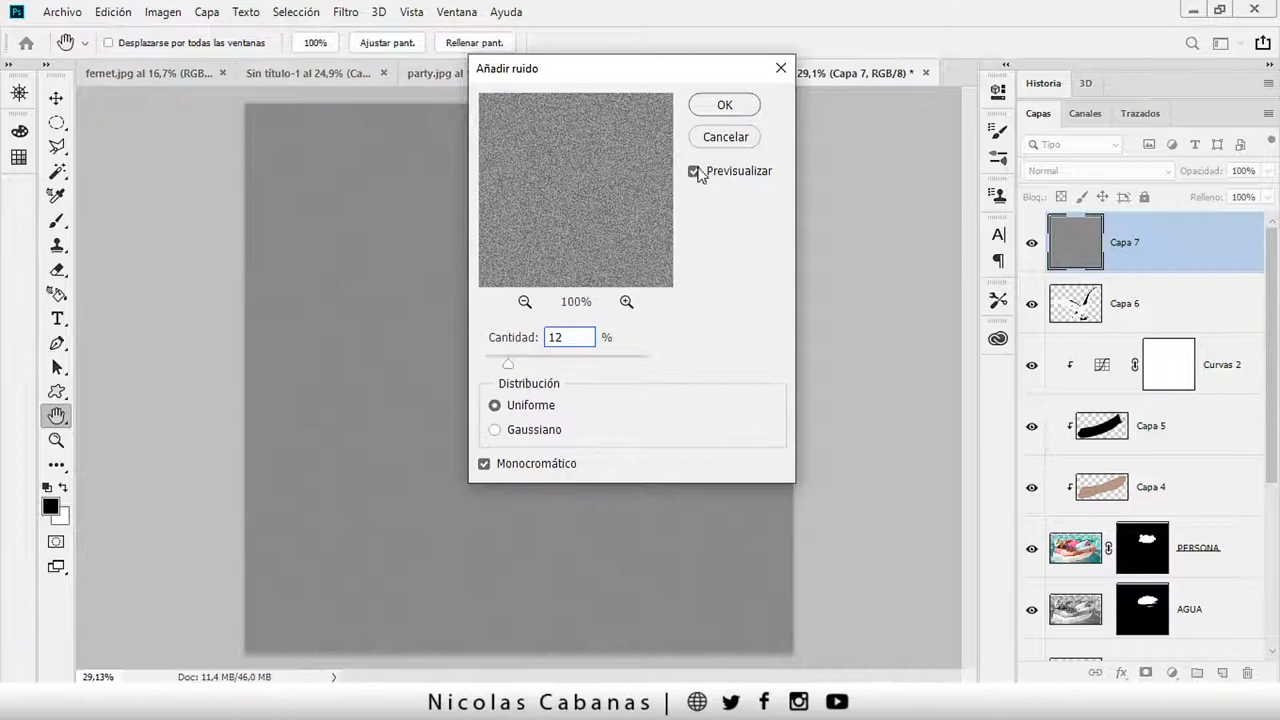 Ps Archivo Edición Imagen Capa Texto Selección Filtro 3D Vista Ventana Ayuda
Desplazarse por todas las ventanas 100% Ajustar pant. Rellenar pant.
fernet.jpg al 16,7% (RGB... Sin título-1 al 24,9% (Ca... party.jpg al 29,1% (Capa 7, RGB/8) *
Añadir ruido
OK
Cancelar
Previsualizar
100%
Cantidad: 12 %
Distribución
Uniforme
Gaussiano
Monocromático
Historia 3D
Capas Canales Trazados
Tipo
Normal Opacidad: 100%
Bloq.: Relleno: 100%
Capa 7
Capa 6
Curvas 2
Capa 5
Capa 4
PERSONA
AGUA
29,13% Doc: 11,4 MB/46,0 MB
Nicolas Cabanas |